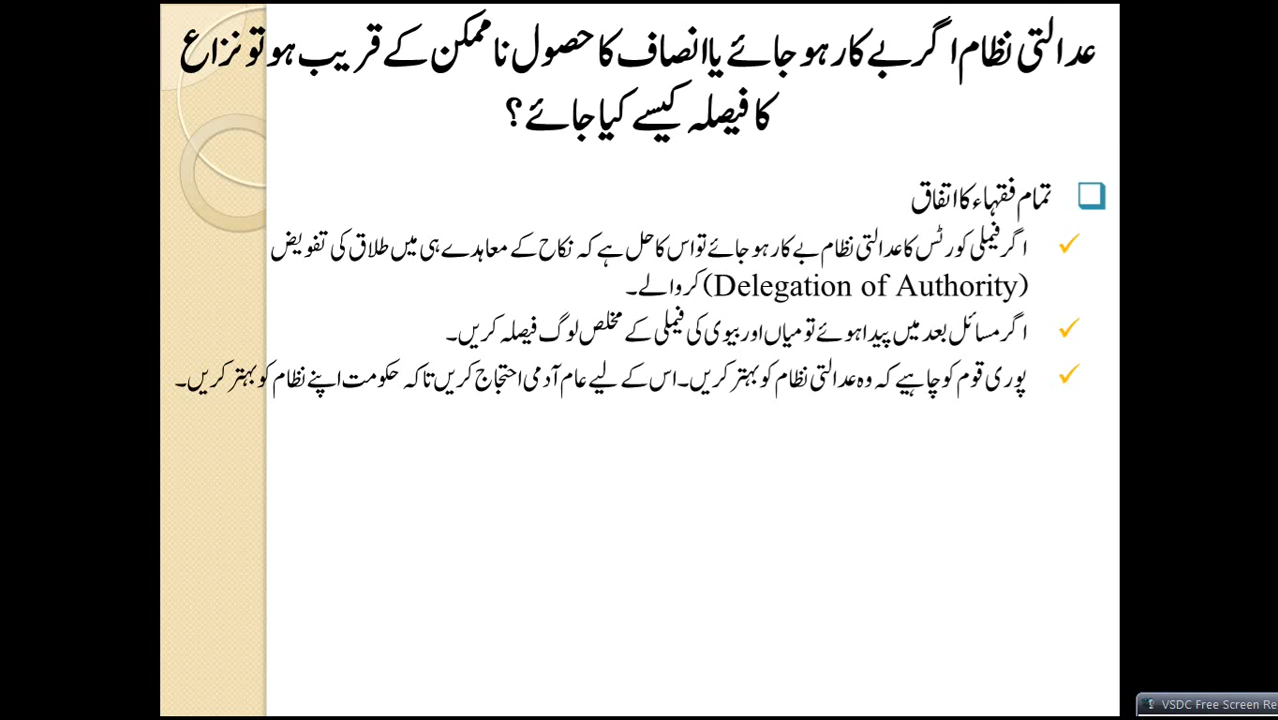 عدالتی نظام اگر بے کار ہو جائے یا انصاف کا حصول نا ممکن کے قریب ہو تو نزاع
کا فیصلہ کیسے کیا جائے؟
تمام فقہاء کا اتفاق
اگر فیملی کورٹس کا عدالتی نظام بے کار ہو جائے تو اس کا حل ہے کہ نکاح کے معاہدے ہی میں طلاق کی تفویض
(Delegation of Authority) کروالے۔
اگر مسائل بعد میں پیدا ہوئے تو میاں اور بیوی کی فیملی کے مخلص لوگ فیصلہ کریں۔
پوری قوم کو چاہیے کہ وہ عدالتی نظام کو بہتر کریں۔ اس کے لیے عام آدمی احتجاج کریں تاکہ حکومت اپنے نظام کو بہتر کریں۔
VSDC Free Screen Re